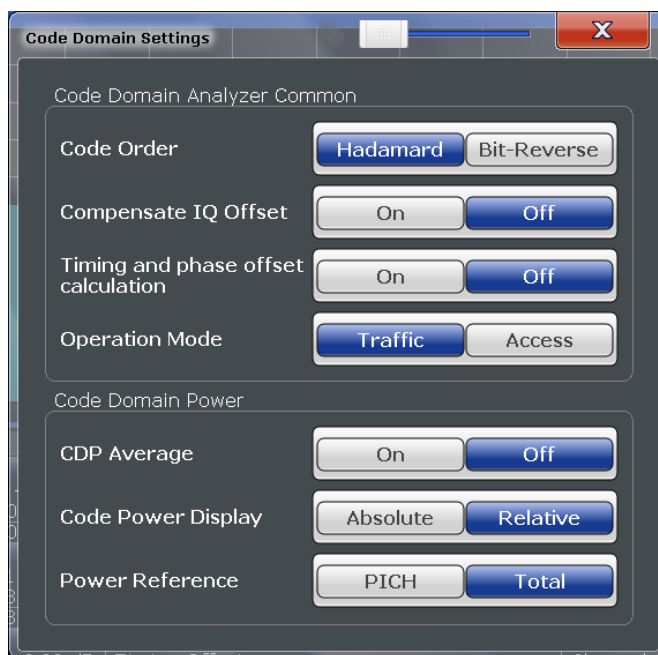 Code Domain Settings
Code Domain Analyzer Common
Code Order Hadamard Bit-Reverse
Compensate IQ Offset On Off
Timing and phase offset
calculation On Off
Operation Mode Traffic Access
Code Domain Power
CDP Average On Off
Code Power Display Absolute Relative
Power Reference PICH Total